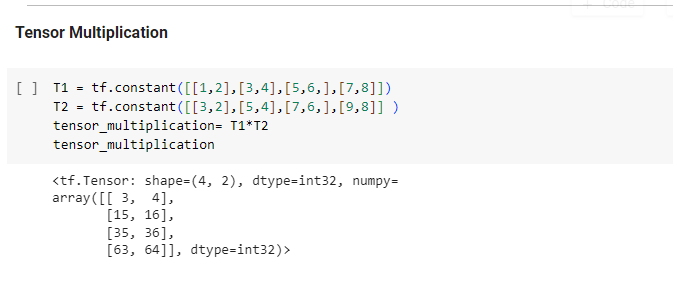 + Code
Tensor Multiplication
[ ] T1 = tf.constant([[1,2],[3,4],[5,6,],[7,8]])
T2 = tf.constant([[3,2],[5,4],[7,6,],[9,8]] )
tensor_multiplication= T1*T2
tensor_multiplication
<tf.Tensor: shape=(4, 2), dtype=int32, numpy=
array([[ 3, 4],
[15, 16],
[35, 36],
[63, 64]], dtype=int32)>